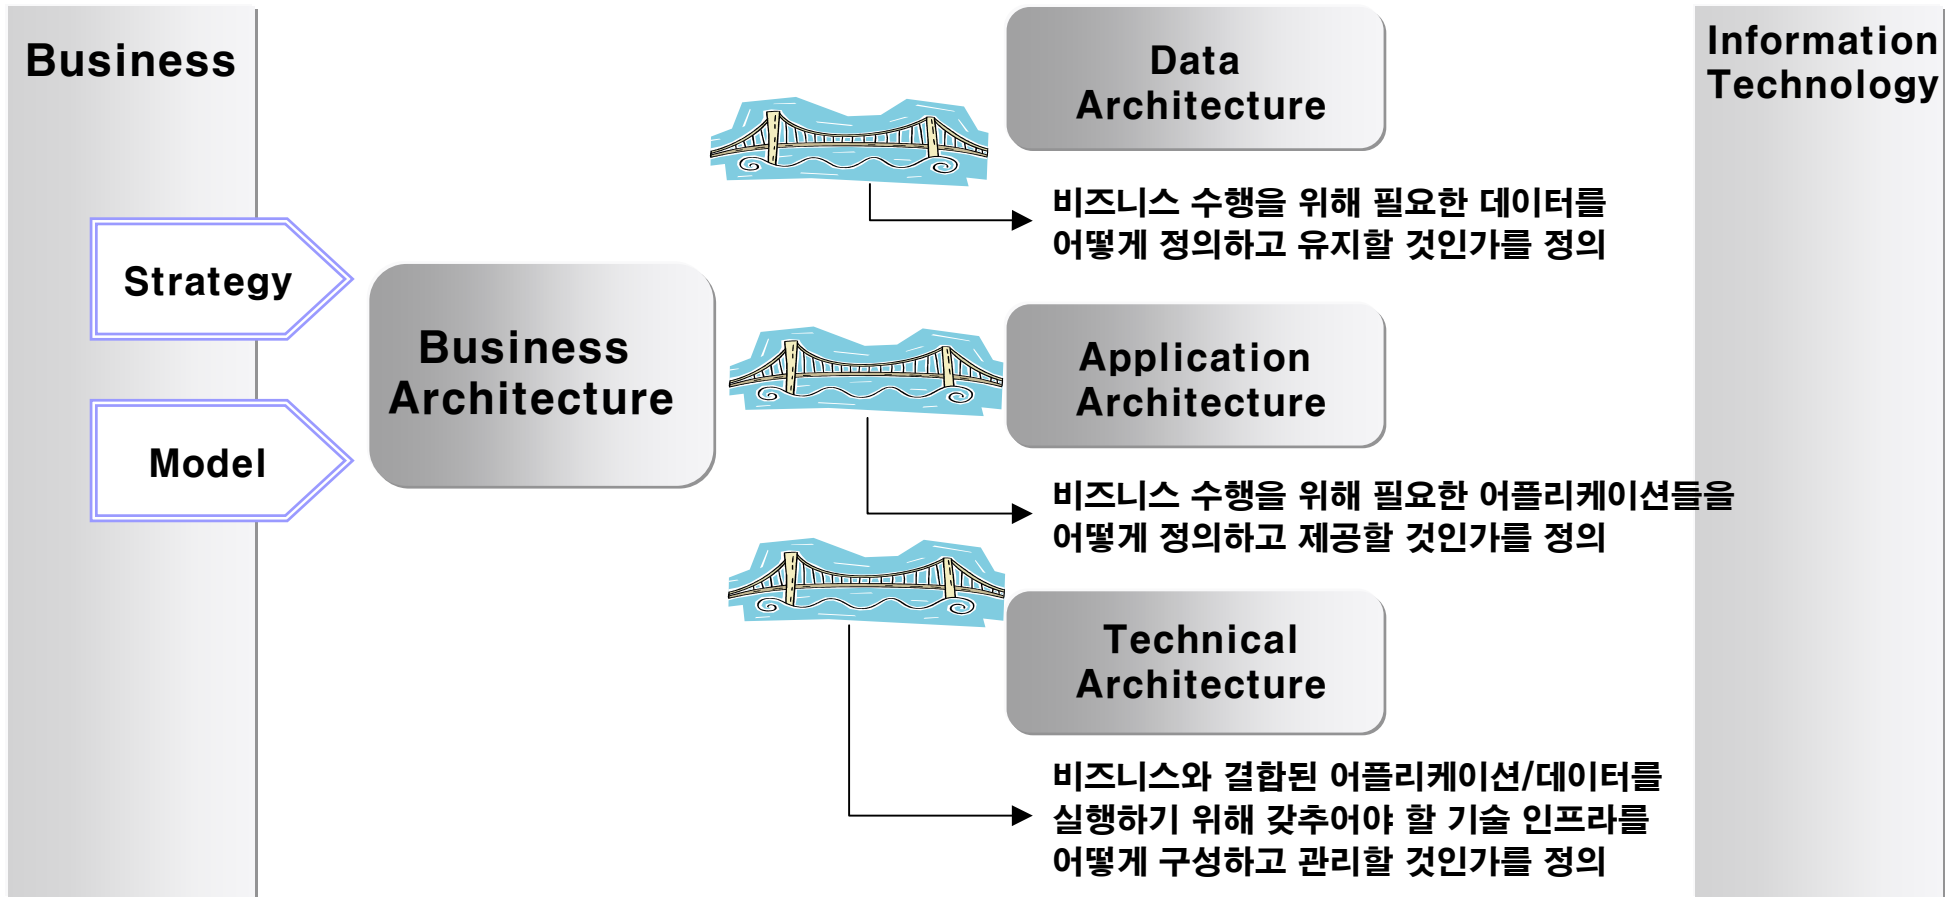 Business
Strategy
Model
Business
Architecture
Data
Architecture
비즈니스 수행을 위해 필요한 데이터를
어떻게 정의하고 유지할 것인가를 정의
Application
Architecture
비즈니스 수행을 위해 필요한 어플리케이션들을
어떻게 정의하고 제공할 것인가를 정의
Technical
Architecture
비즈니스와 결합된 어플리케이션/데이터를
실행하기 위해 갖추어야 할 기술 인프라를
어떻게 구성하고 관리할 것인가를 정의
Information
Technology